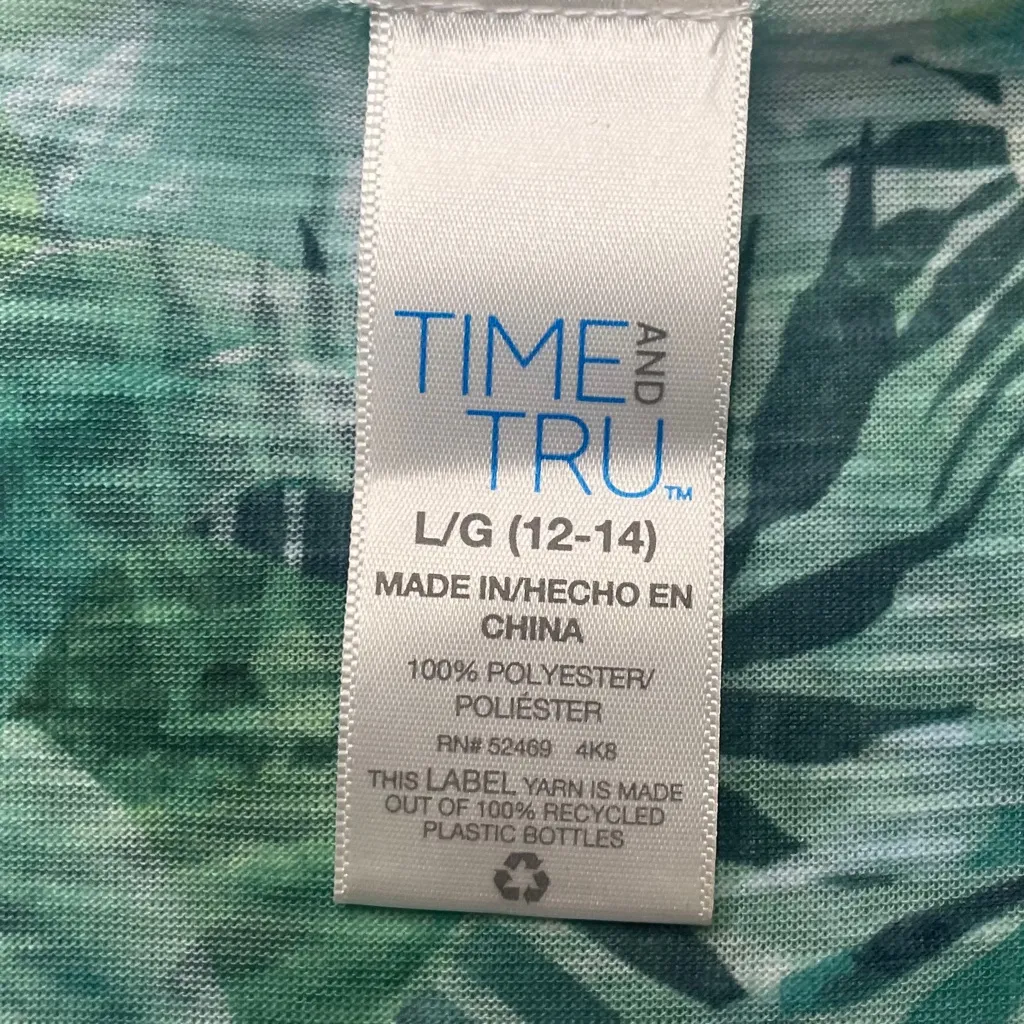 TIME AND
TRU™
L/G (12-14)
MADE IN/HECHO EN
CHINA
100% POLYESTER/
POLIÉSTER
RN# 52469 4K8
THIS LABEL YARN IS MADE
OUT OF 100% RECYCLED
PLASTIC BOTTLES